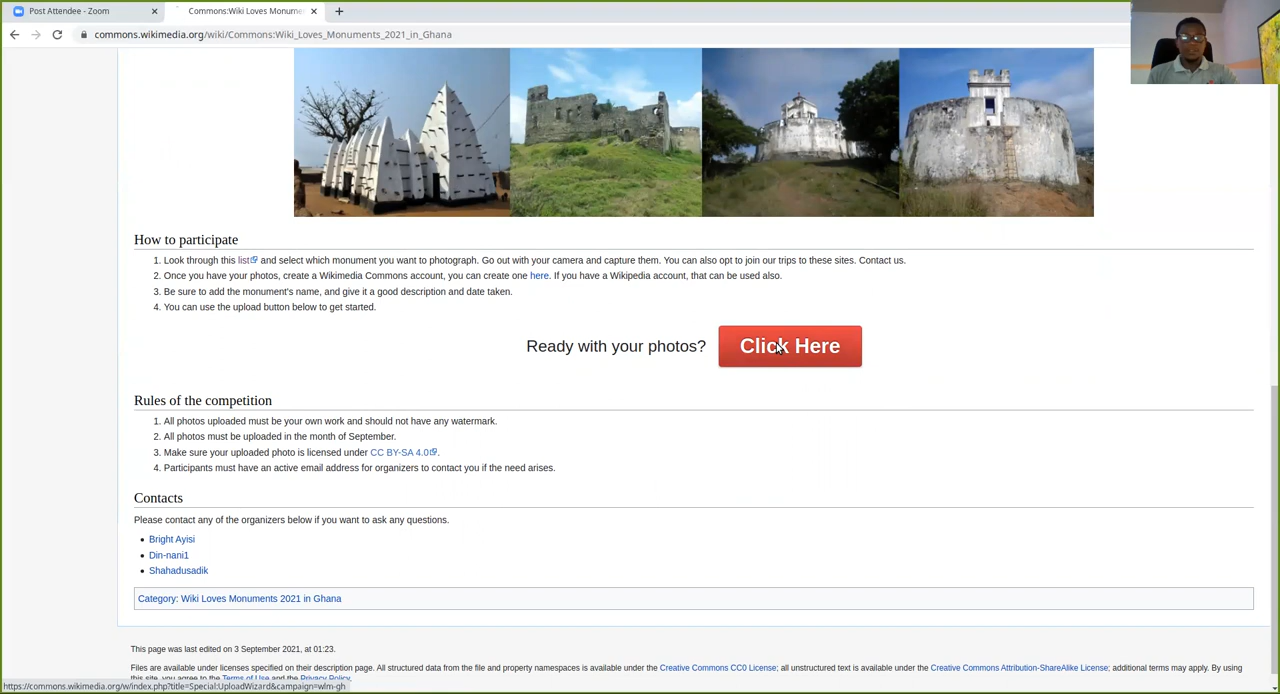 Post Attendee - Zoom
Commons:Wiki Loves Monume
commons.wikimedia.org/wiki/Commons:Wiki_Loves_Monuments_2021_in_Ghana
How to participate
1. Look through this list and select which monument you want to photograph. Go out with your camera and capture them. You can also opt to join our trips to these sites. Contact us.
2. Once you have your photos, create a Wikimedia Commons account, you can create one here. If you have a Wikipedia account, that can be used also.
3. Be sure to add the monument's name, and give it a good description and date taken.
4. You can use the upload button below to get started.
Ready with your photos? Click Here
Rules of the competition
1. All photos uploaded must be your own work and should not have any watermark.
2. All photos must be uploaded in the month of September.
3. Make sure your uploaded photo is licensed under CC BY-SA 4.0.
4. Participants must have an active email address for organizers to contact you if the need arises.
Contacts
Please contact any of the organizers below if you want to ask any questions.
• Bright Ayisi
• Din-nani1
• Shahadusadik
Category: Wiki Loves Monuments 2021 in Ghana
This page was last edited on 3 September 2021, at 01:23.
Files are available under licenses specified on their description page. All structured data from the file and property namespaces is available under the Creative Commons CC0 License; all unstructured text is available under the Creative Commons Attribution-ShareAlike License; additional terms may apply. By using
this site, you agree to the Terms of Use and the Privacy Policy.
https://commons.wikimedia.org/w/index.php?title=Special:UploadWizard&campaign=wlm-gh